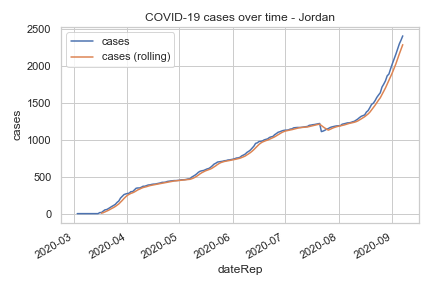 COVID-19 cases over time - Jordan
cases
cases (rolling)
2500
2000
1500
1000
500
0
cases
2020-03
2020-04
2020-05
2020-06
2020-07
2020-08
2020-09
dateRep